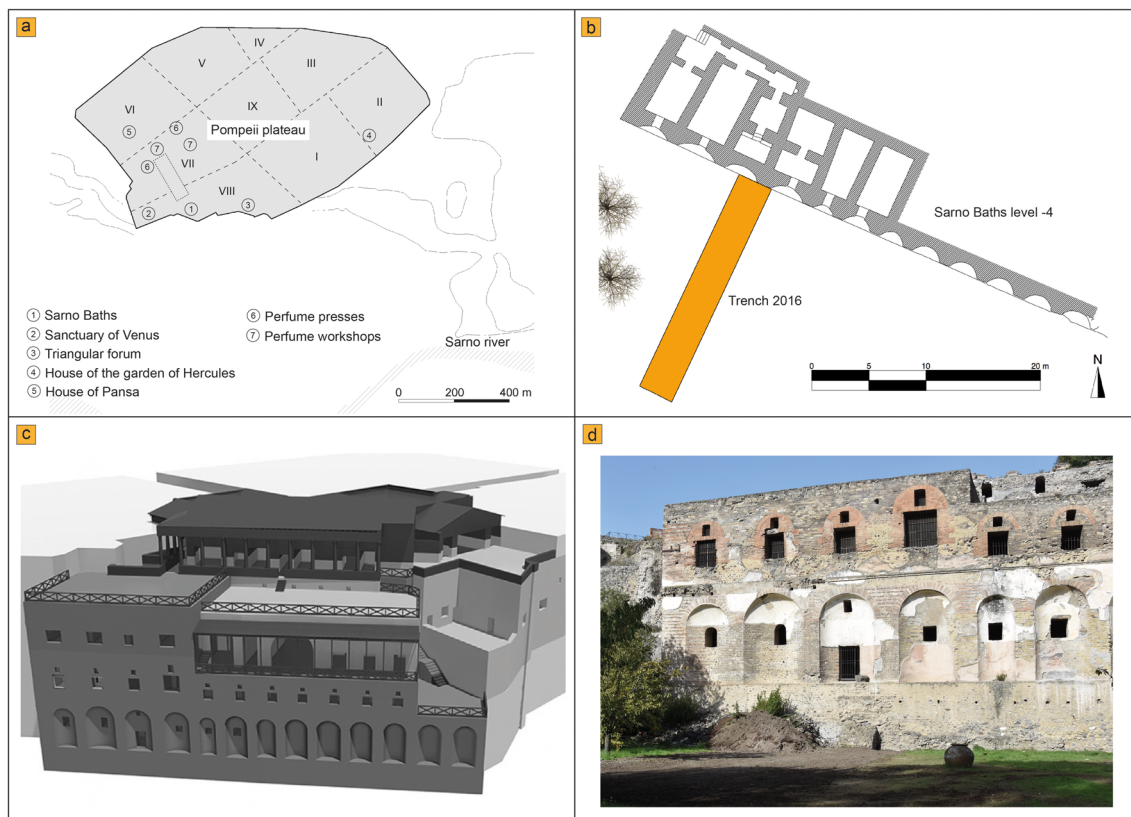 a
IV
V
III
VI
IX
II
5
6
Pompeii plateau
4
7
7
6
VII
I
VIII
2
1
3
1 Sarno Baths
2 Sanctuary of Venus
3 Triangular forum
4 House of the garden of Hercules
5 House of Pansa
6 Perfume presses
7 Perfume workshops
Sarno river
0 200 400 m
b
Sarno Baths level -4
Trench 2016
0 5 10 20 m
N
c
d